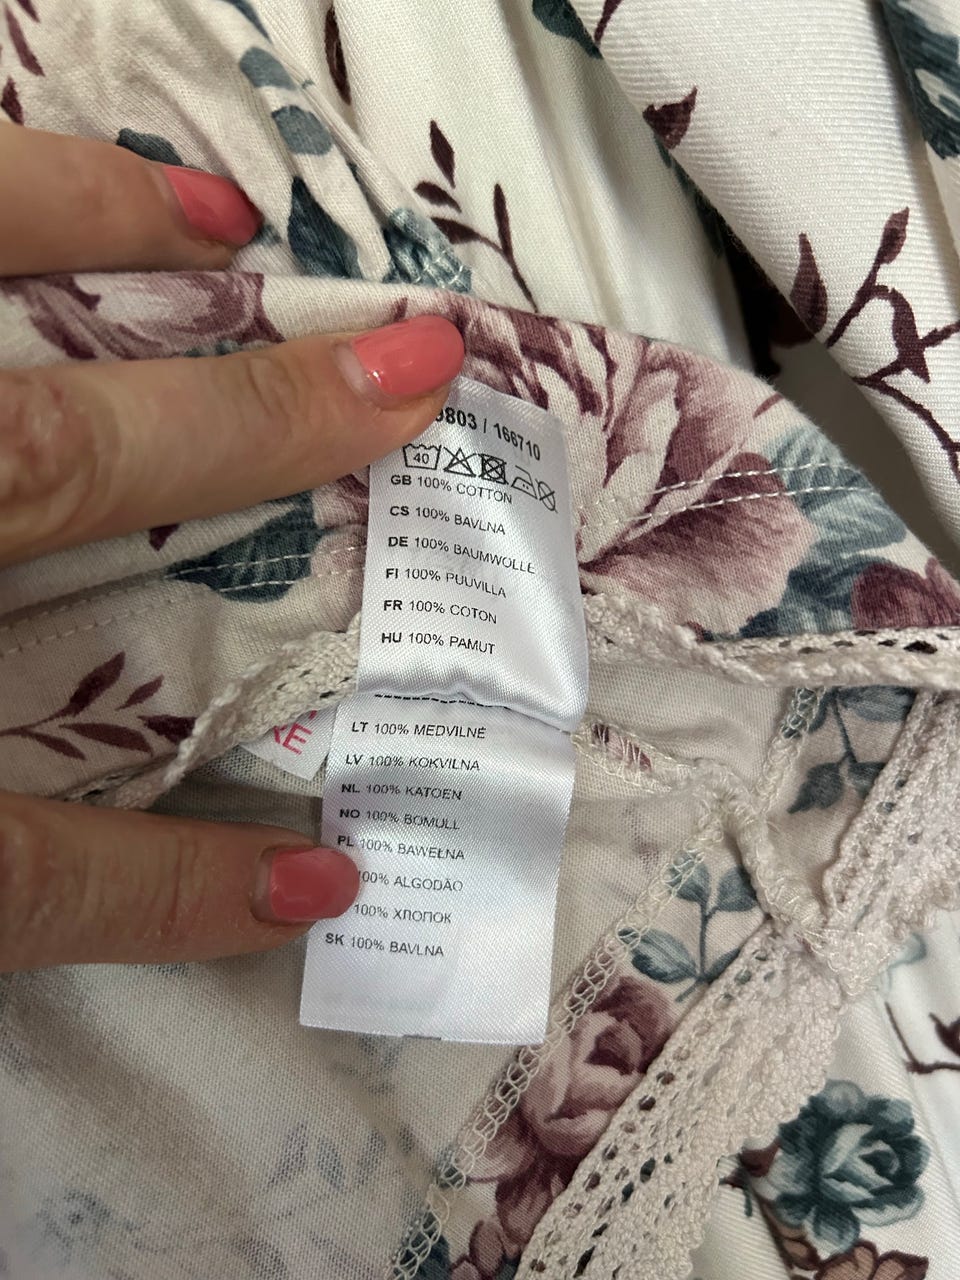 9803 / 166710
40
GB 100% COTTON
CS 100% BAVLNA
DE 100% BAUMWOLLE
FI 100% PUUVILLA
FR 100% COTON
HU 100% PAMUT
LT 100% MEDVILNĖ
LV 100% KOKVILNA
NL 100% KATOEN
NO 100% BOMULL
PL 100% BAWEŁNA
100% ALGODÃO
100% ХЛОПОК
SK 100% BAVLNA
RE